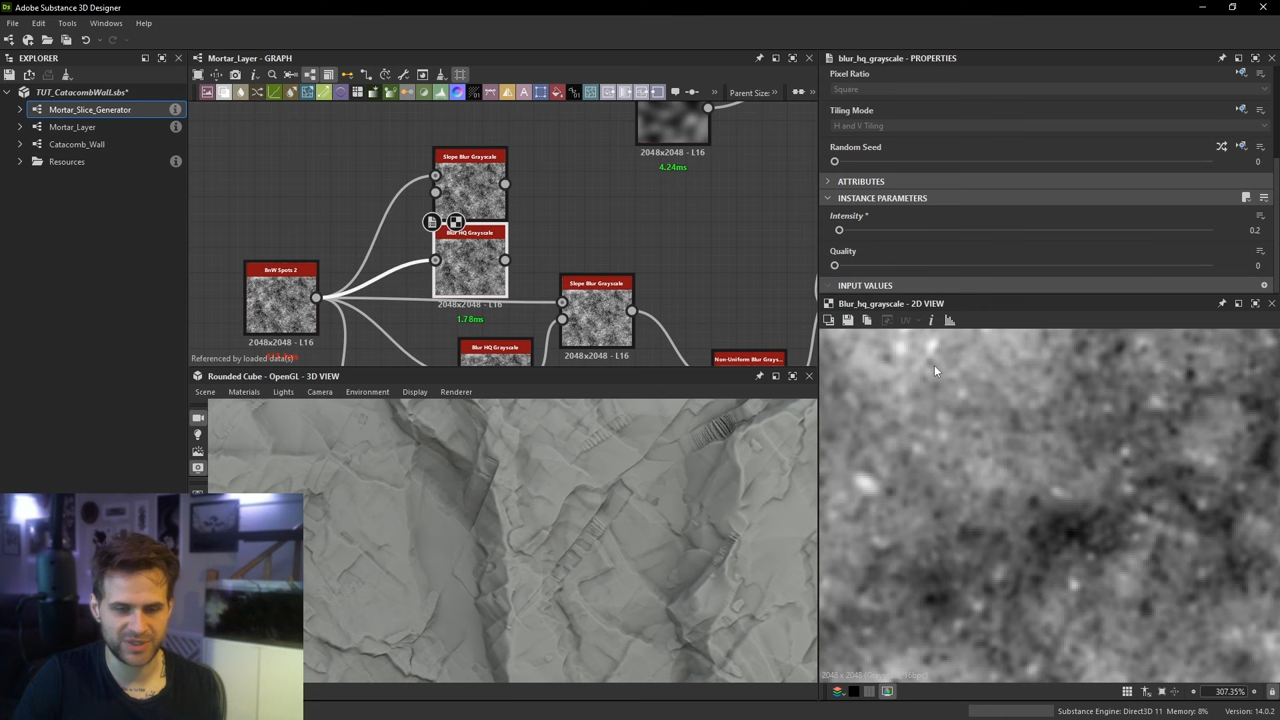 Adobe Substance 3D Designer
File Edit Tools Windows Help
EXPLORER
TUT_CatacombWall.sbs*
Mortar_Slice_Generator
Mortar_Layer
Catacomb_Wall
Resources
Mortar_Layer - GRAPH
Parent Size:
2048x2048 - L16
4.24ms
Slope Blur Grayscale
Blur HQ Grayscale
2048x2048 - L16
1.78ms
BnW Spots 2
2048x2048 - L16
Slope Blur Grayscale
2048x2048 - L16
Blur HQ Grayscale
Non-Uniform Blur Grays...
Referenced by loaded data(s)
Rounded Cube - OpenGL - 3D VIEW
Scene Materials Lights Camera Environment Display Renderer
blur_hq_grayscale - PROPERTIES
Pixel Ratio
Square
Tiling Mode
H and V Tiling
Random Seed
0
ATTRIBUTES
INSTANCE PARAMETERS
Intensity *
0.2
Quality
0
INPUT VALUES
Blur_hq_grayscale - 2D VIEW
UV
307.35%
Substance Engine: Direct3D 11 Memory: 8% Version: 14.0.2